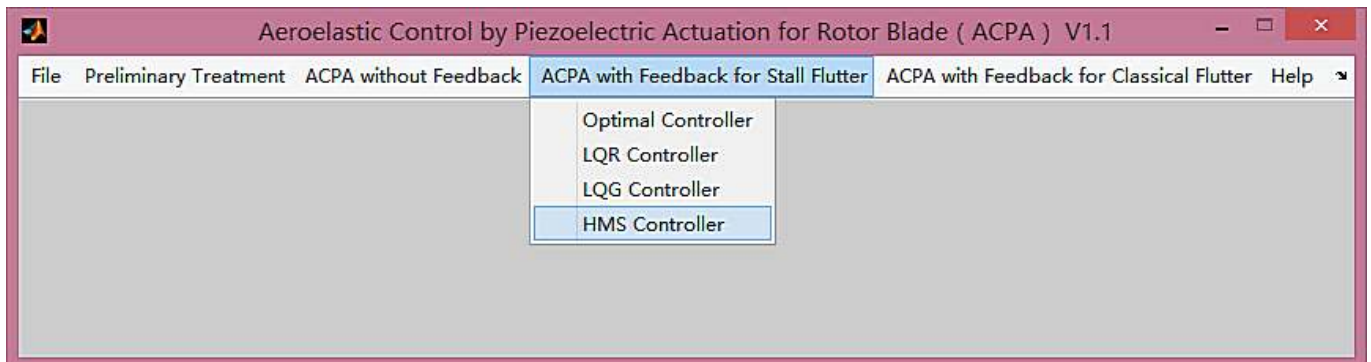 Aeroelastic Control by Piezoelectric Actuation for Rotor Blade ( ACPA ) V1.1
File Preliminary Treatment ACPA without Feedback ACPA with Feedback for Stall Flutter ACPA with Feedback for Classical Flutter Help
Optimal Controller
LQR Controller
LQG Controller
HMS Controller